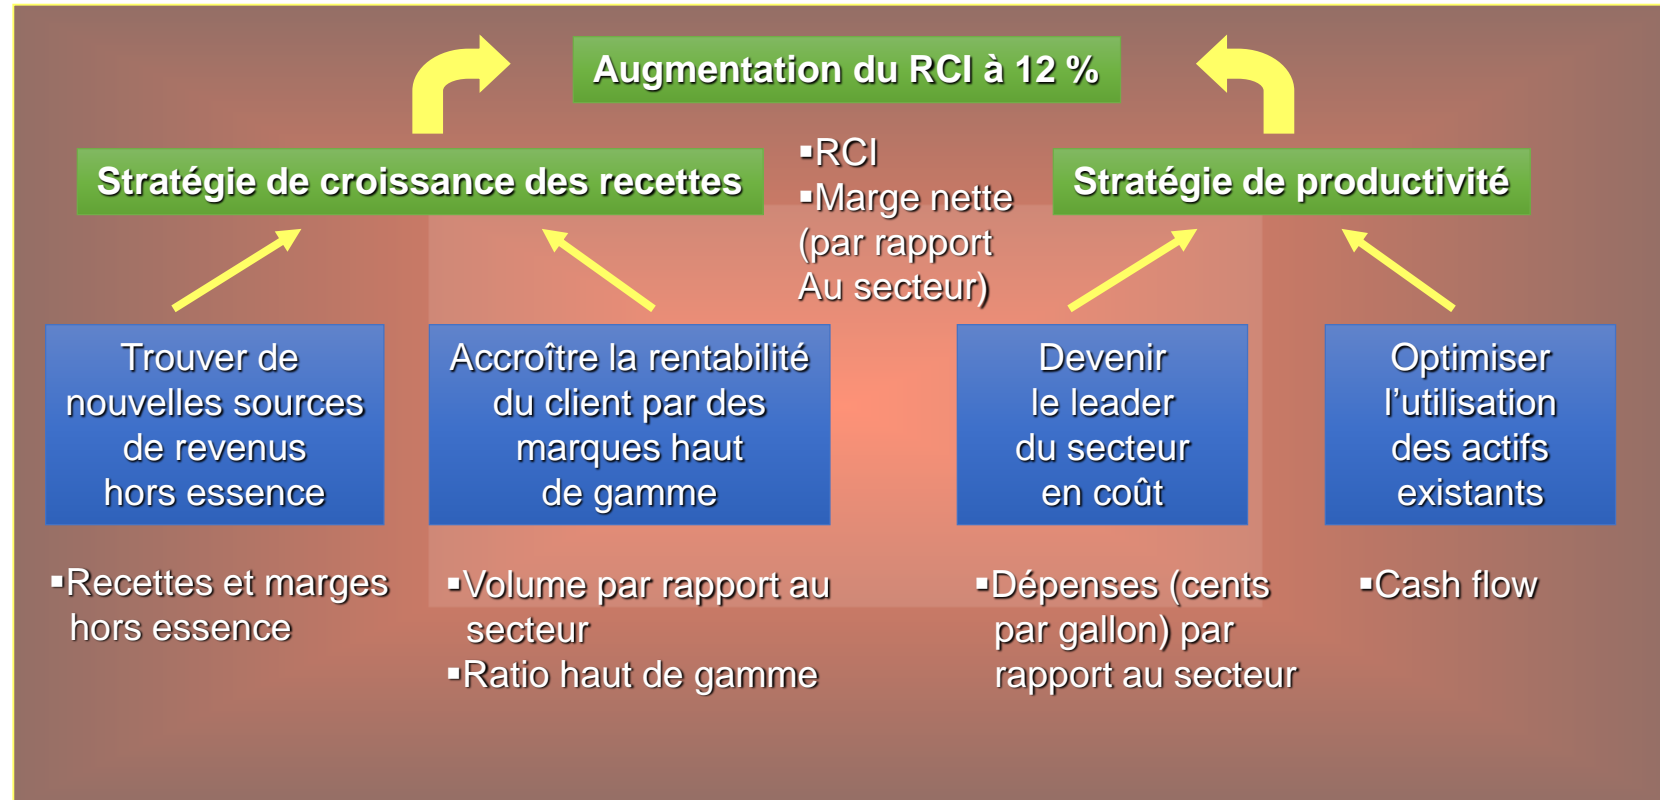 Augmentation du RCI à 12 %
Stratégie de croissance des recettes
▪RCI
▪Marge nette
(par rapport
Au secteur)
Stratégie de productivité
Trouver de
nouvelles sources
de revenus
hors essence
Accroître la rentabilité
du client par des
marques haut
de gamme
Devenir
le leader
du secteur
en coût
Optimiser
l’utilisation
des actifs
existants
▪Recettes et marges
hors essence
▪Volume par rapport au
secteur
▪Ratio haut de gamme
▪Dépenses (cents
par gallon) par
rapport au secteur
▪Cash flow